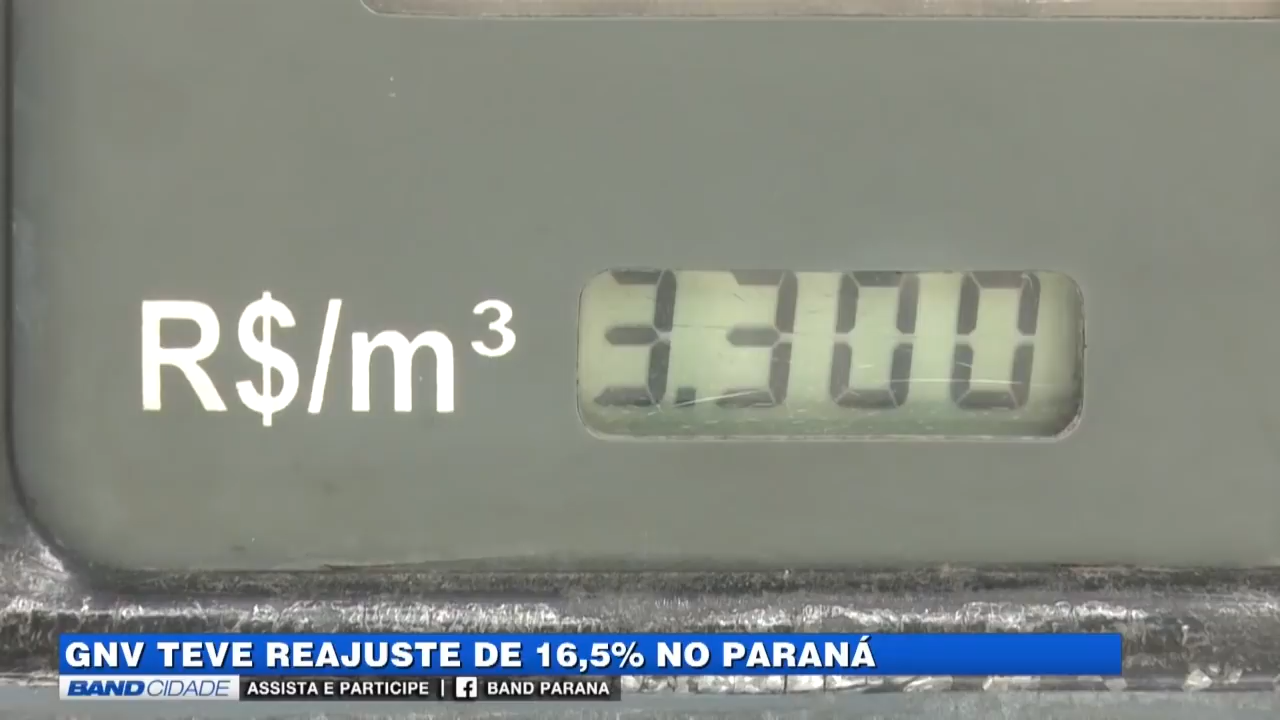 R$/m³ 3.300
GNV TEVE REAJUSTE DE 16,5% NO PARANÁ
BAND CIDADE ASSISTA E PARTICIPE | f BAND PARANA